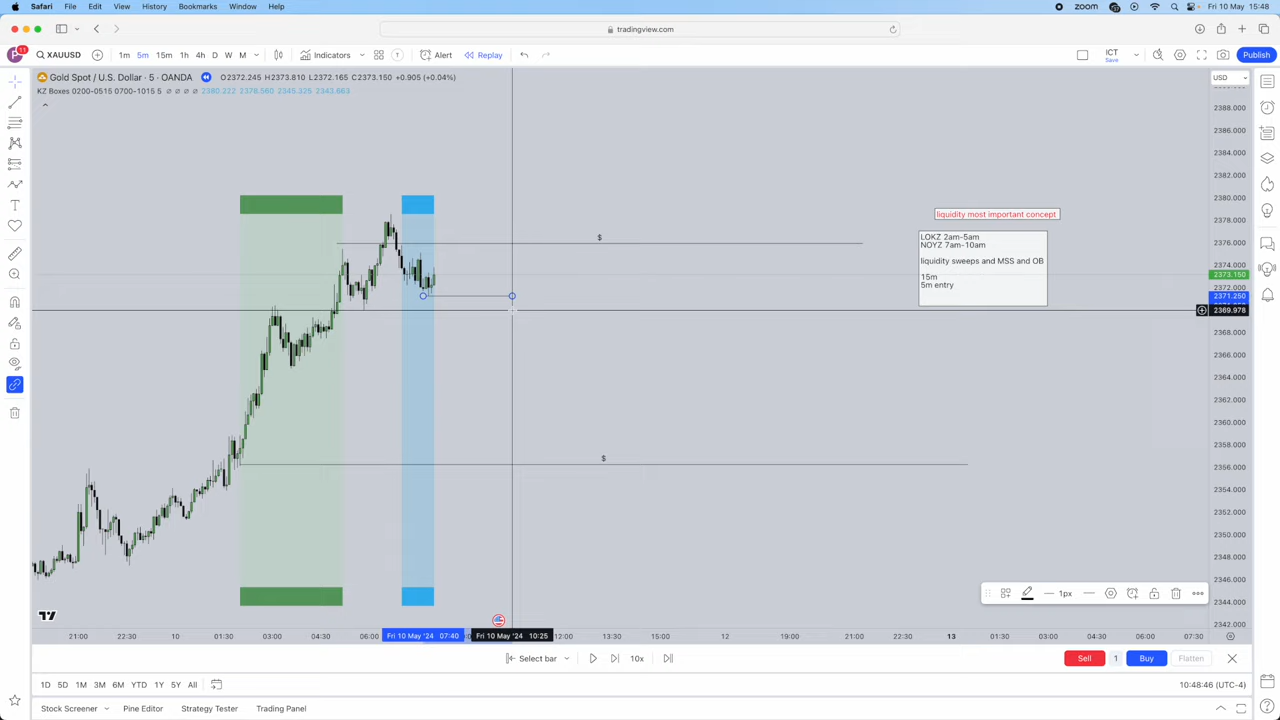 Safari File Edit View History Bookmarks Window Help
zoom
Fri 10 May 15:48
tradingview.com
11
XAUUSD
1m 5m 15m 1h 4h D W M
Indicators
Alert
Replay
ICT
Save
Publish
Gold Spot / U.S. Dollar · 5 · OANDA
O2372.245 H2373.810 L2372.165 C2373.150 +0.905 (+0.04%)
KZ Boxes 0200-0515 0700-1015 5
2380.222 2378.560 2345.325 2343.663
USD
2388.000
2386.000
2384.000
2382.000
2380.000
2378.000
2376.000
2374.000
2373.150
2372.000
2371.250
2369.978
2368.000
2366.000
2364.000
2362.000
2360.000
2358.000
2356.000
2354.000
2352.000
2350.000
2348.000
2346.000
2344.000
2342.000
$
$
liquidity most important concept
LOKZ 2am-5am
NOYZ 7am-10am
liquidity sweeps and MSS and OB
15m
5m entry
1px
21:00 22:30 10 01:30 03:00 04:30 06:00 Fri 10 May '24 07:40 Fri 10 May '24 10:25 12:00 13:30 15:00 12 19:00 21:00 22:30 13 01:30 03:00 04:30 06:00 07:30
Select bar
10x
Sell 1 Buy Flatten
1D 5D 1M 3M 6M YTD 1Y 5Y All
10:48:46 (UTC-4)
Stock Screener Pine Editor Strategy Tester Trading Panel